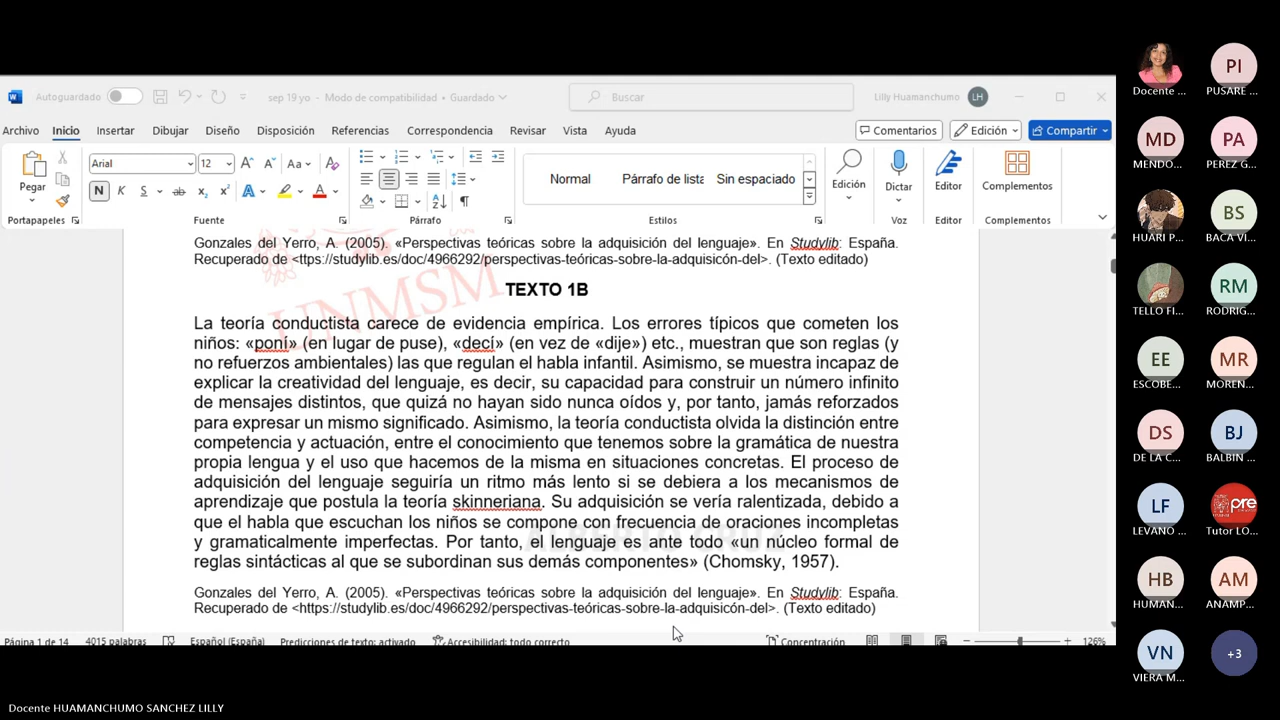 Autoguardado
sep 19 yo - Modo de compatibilidad • Guardado
Buscar
Lilly Huamanchumo LH
Archivo Inicio Insertar Dibujar Diseño Disposición Referencias Correspondencia Revisar Vista Ayuda Comentarios Edición Compartir
Pegar
Arial 12
N K S ab x₂ x² A A
Normal Párrafo de lista Sin espaciado
Edición Dictar Editor Complementos
Portapapeles Fuente Párrafo Estilos Voz Editor Complementos
Gonzales del Yerro, A. (2005). «Perspectivas teóricas sobre la adquisición del lenguaje». En Studylib: España.
Recuperado de <ttps://studylib.es/doc/4966292/perspectivas-teóricas-sobre-la-adquisicón-del>. (Texto editado)
UNMSM
TEXTO 1B
La teoría conductista carece de evidencia empírica. Los errores típicos que cometen los
niños: «poní» (en lugar de puse), «decí» (en vez de «dije») etc., muestran que son reglas (y
no refuerzos ambientales) las que regulan el habla infantil. Asimismo, se muestra incapaz de
explicar la creatividad del lenguaje, es decir, su capacidad para construir un número infinito
de mensajes distintos, que quizá no hayan sido nunca oídos y, por tanto, jamás reforzados
para expresar un mismo significado. Asimismo, la teoría conductista olvida la distinción entre
competencia y actuación, entre el conocimiento que tenemos sobre la gramática de nuestra
propia lengua y el uso que hacemos de la misma en situaciones concretas. El proceso de
adquisición del lenguaje seguiría un ritmo más lento si se debiera a los mecanismos de
aprendizaje que postula la teoría skinneriana. Su adquisición se vería ralentizada, debido a
que el habla que escuchan los niños se compone con frecuencia de oraciones incompletas
y gramaticalmente imperfectas. Por tanto, el lenguaje es ante todo un núcleo formal de
reglas sintácticas al que se subordinan sus demás componentes» (Chomsky, 1957).
Gonzales del Yerro, A. (2005). «Perspectivas teóricas sobre la adquisición del lenguaje». En Studylib: España.
Recuperado de <https://studylib.es/doc/4966292/perspectivas-teóricas-sobre-la-adquisicón-del>. (Texto editado)
Página 1 de 14 4015 palabras Español (España) Predicciones de texto: activado Accesibilidad: todo correcto Concentración 126%
Docente HUAMANCHUMO SANCHEZ LILLY
Docente ...
PI
PUSARE ...
MD
MENDO...
PA
PEREZ G...
HUARI P...
BS
BACA VI...
TELLO FI...
RM
RODRIG...
EE
ESCOBE...
MR
MOREN...
DS
DE LA C...
BJ
BALBIN ...
LF
LEVANO ...
pre
Tutor LO...
HB
HUMAN...
AM
ANAMP...
VN
VIERA M...
+3